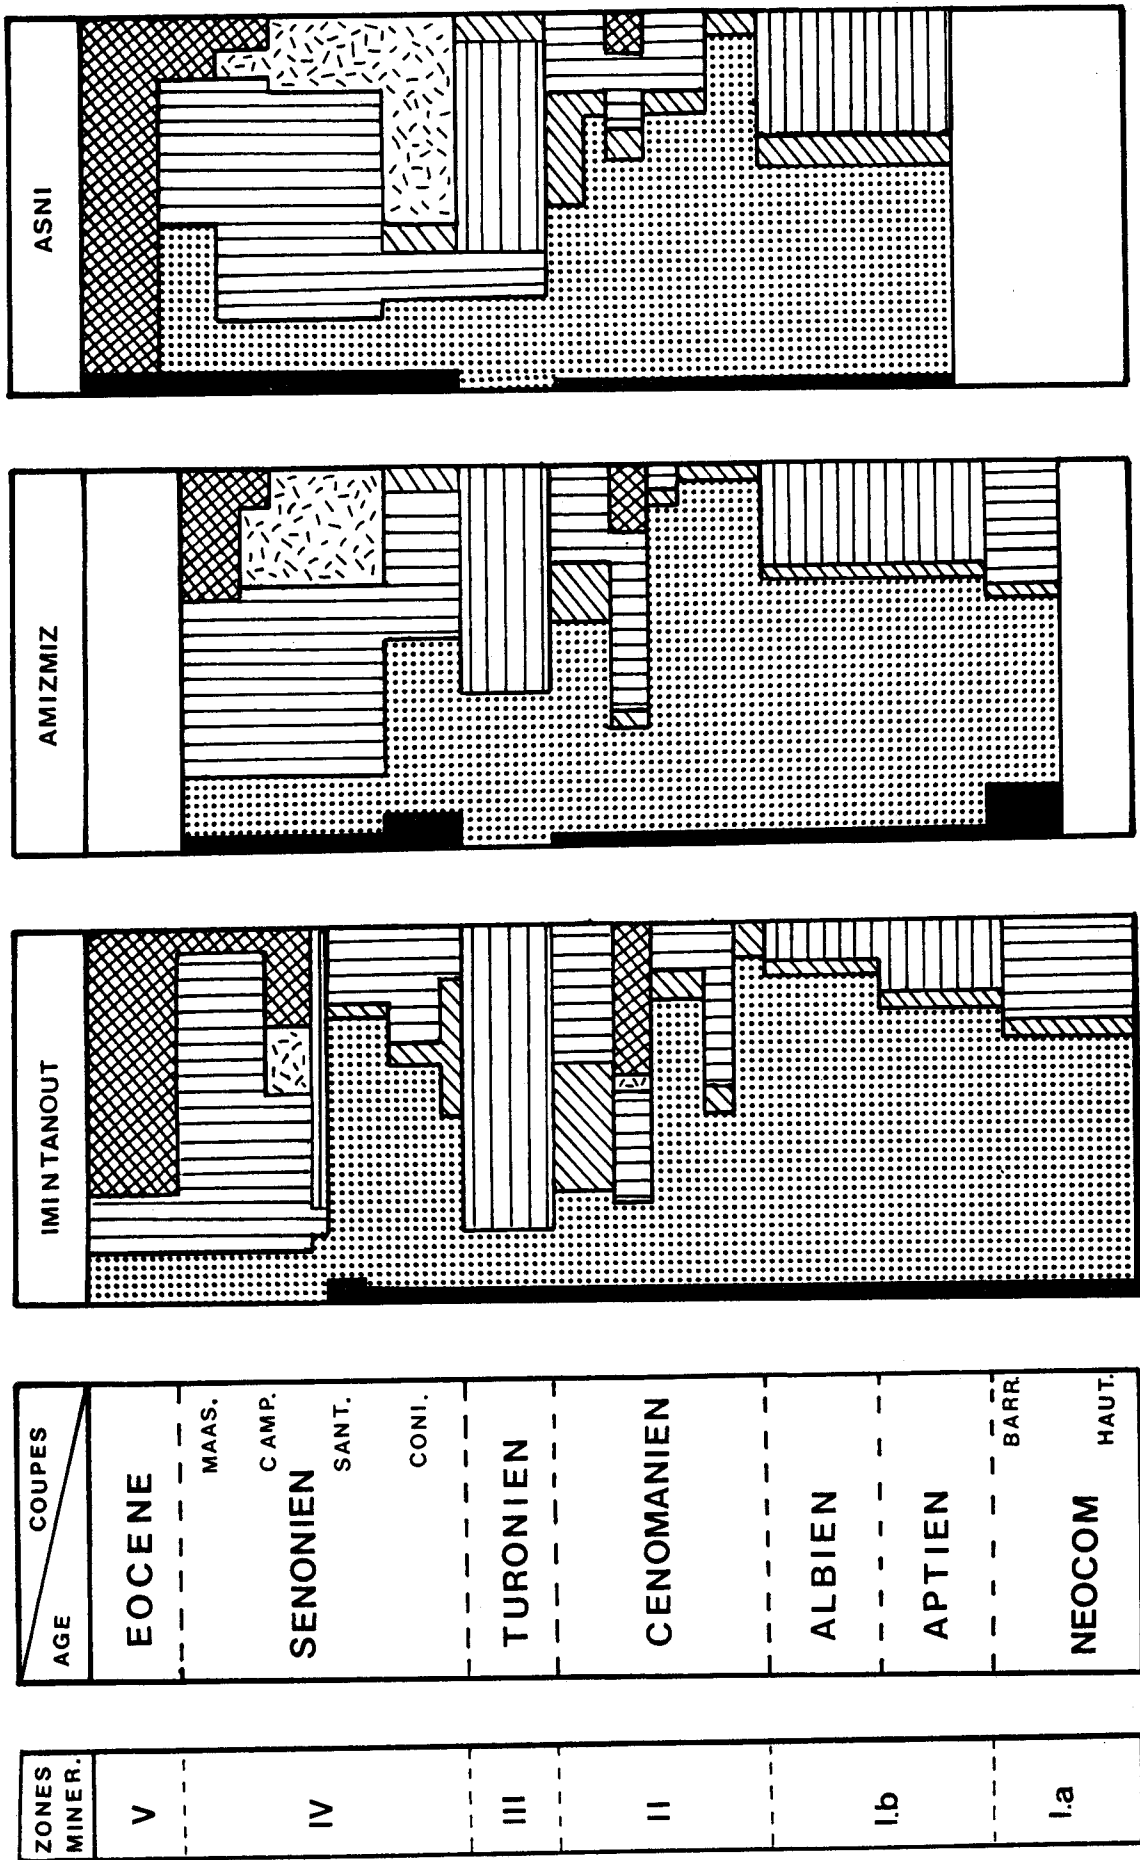 ZONES
MINER.
V
IV
III
II
I.b
I.a
COUPES
AGE
EOCENE
SENONIEN
MAAS.
CAMP.
SANT.
CONI.
TURONIEN
CENOMANIEN
ALBIEN
APTIEN
NEOCOM
BARR.
HAUT.
IMINTANOUT
AMIZMIZ
ASNI